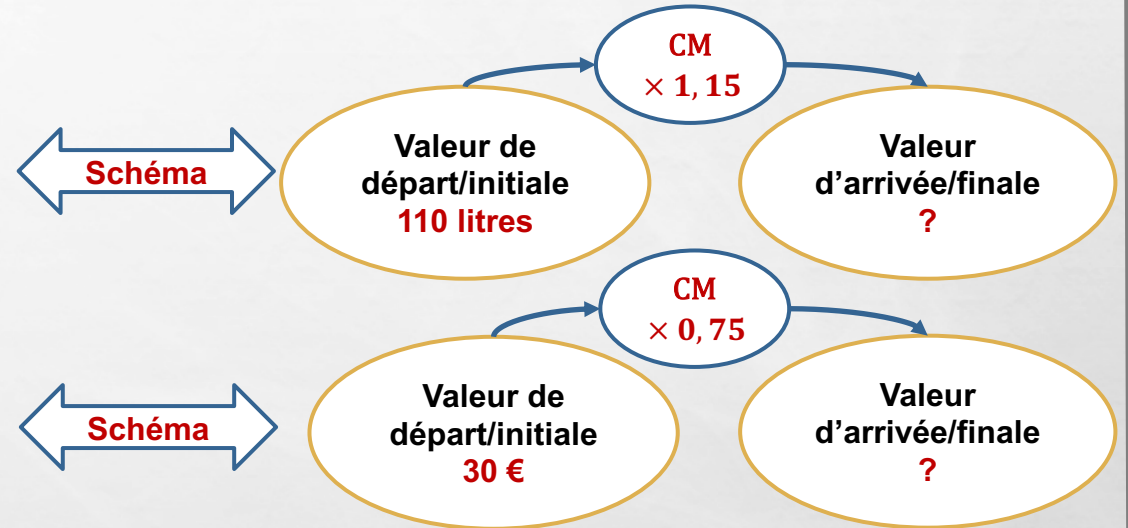 CM
× 1, 15
Schéma
Valeur de
départ/initiale
110 litres
Valeur
d'arrivée/finale
?
CM
× 0, 75
Schéma
Valeur de
départ/initiale
30 €
Valeur
d'arrivée/finale
?